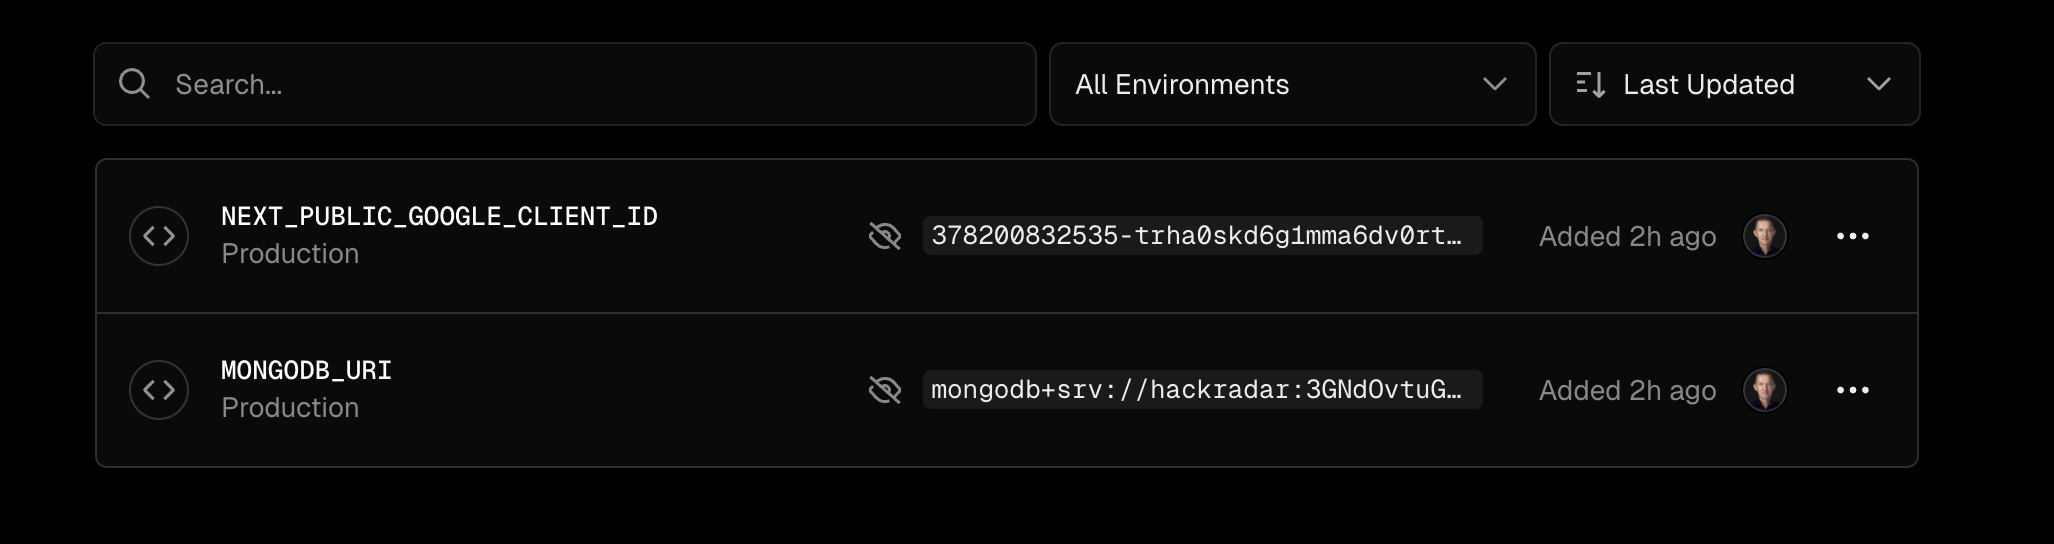 Search...
All Environments
Last Updated
NEXT_PUBLIC_GOOGLE_CLIENT_ID
Production
378200832535-trha0skd6g1mma6dv0rt…
Added 2h ago
MONGODB_URI
Production
mongodb+srv://hackradar:3GNdOvtuG…
Added 2h ago